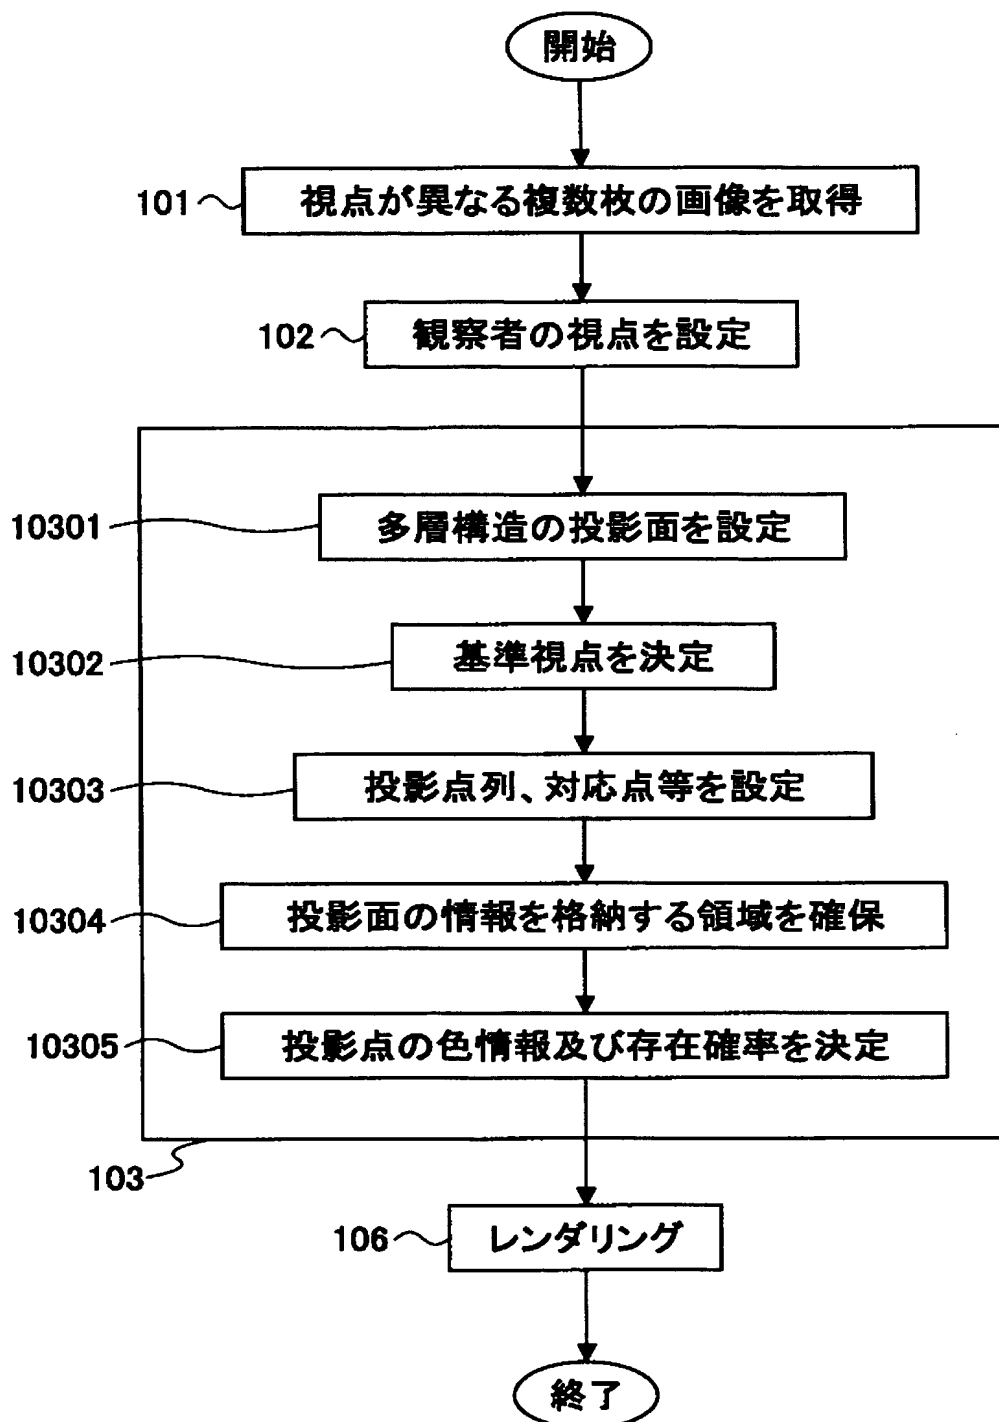 開始
101 視点が異なる複数枚の画像を取得
102 観察者の視点を設定
10301 多層構造の投影面を設定
10302 基準視点を決定
10303 投影点列、対応点等を設定
10304 投影面の情報を格納する領域を確保
10305 投影点の色情報及び存在確率を決定
103
106 レンダリング
終了